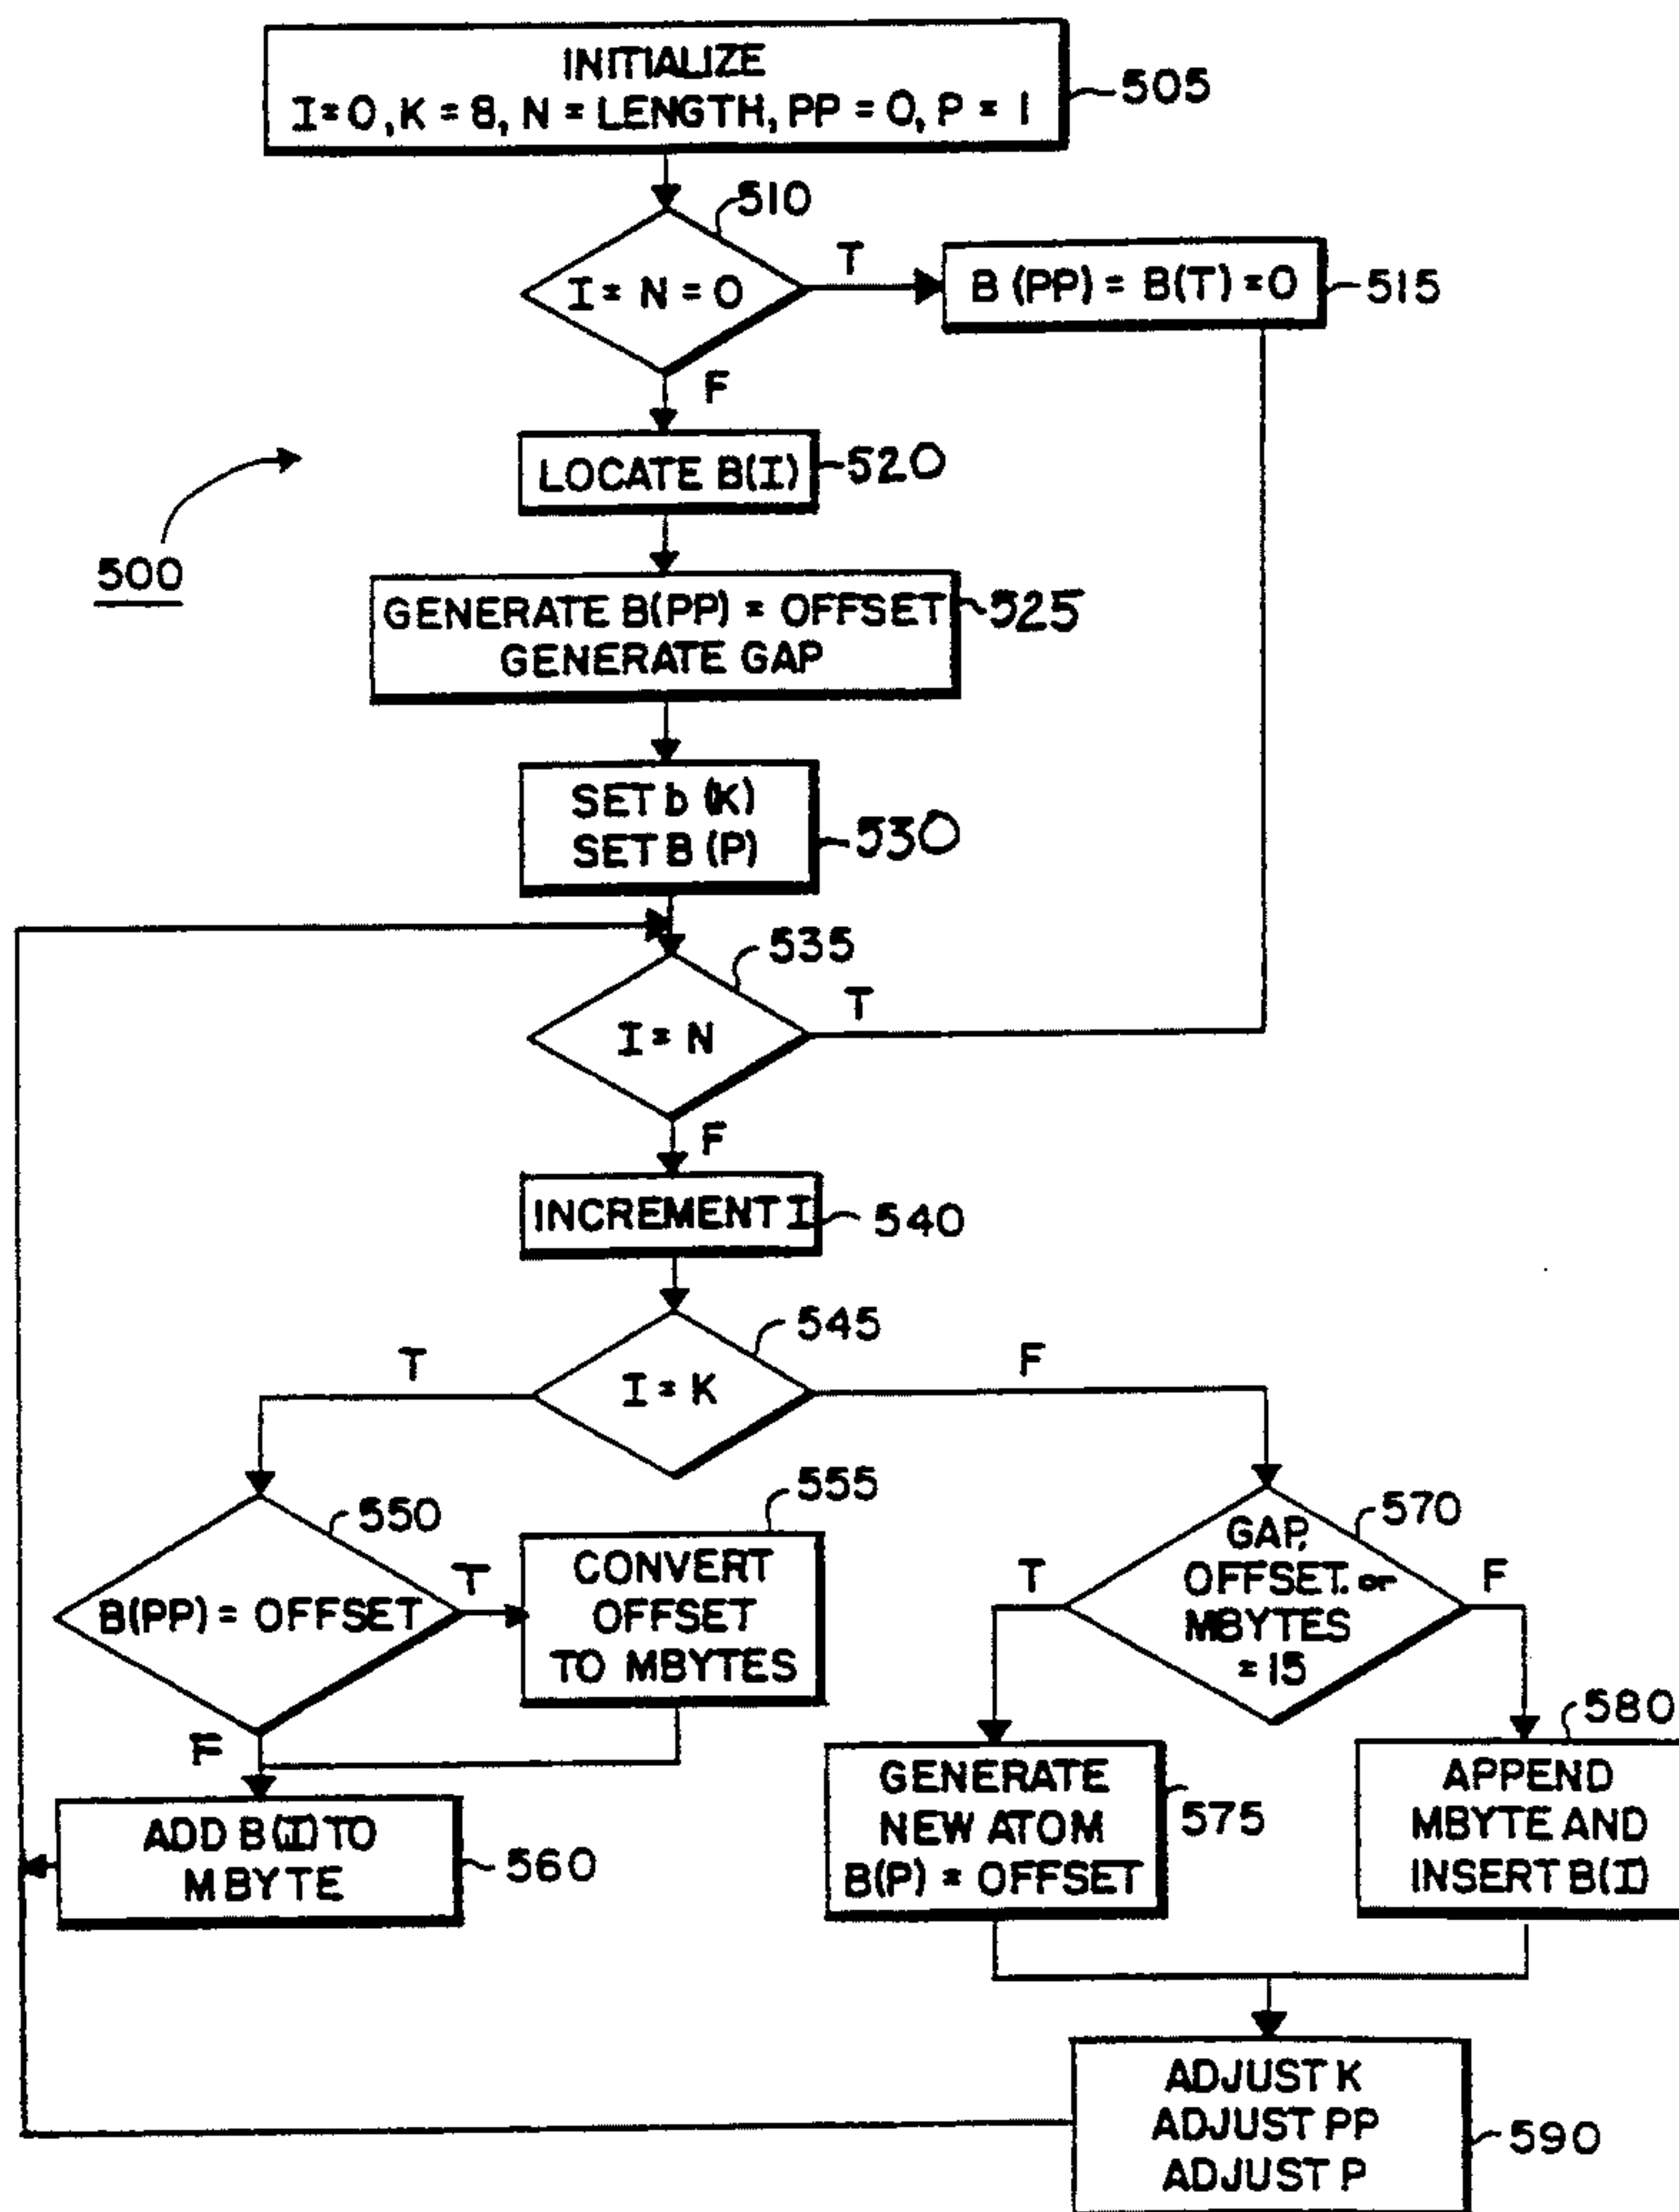 INITIALIZE
I=0, K = 8, N = LENGTH, PP = 0, P = 1
505
510
I = N = 0
T
B (PP) = B(T) = 0
515
F
LOCATE B(I)
520
500
GENERATE B(PP) = OFFSET
GENERATE GAP
525
SET b (K)
SET B (P)
530
535
I = N
T
F
INCREMENT I
540
545
I = K
T
F
550
B(PP) = OFFSET
T
F
555
CONVERT
OFFSET
TO MBYTES
570
GAP,
OFFSET. or
MBYTES
= 15
T
F
ADD B(I) TO
MBYTE
560
GENERATE
NEW ATOM
B(P) = OFFSET
575
580
APPEND
MBYTE AND
INSERT B(I)
ADJUST K
ADJUST PP
ADJUST P
590